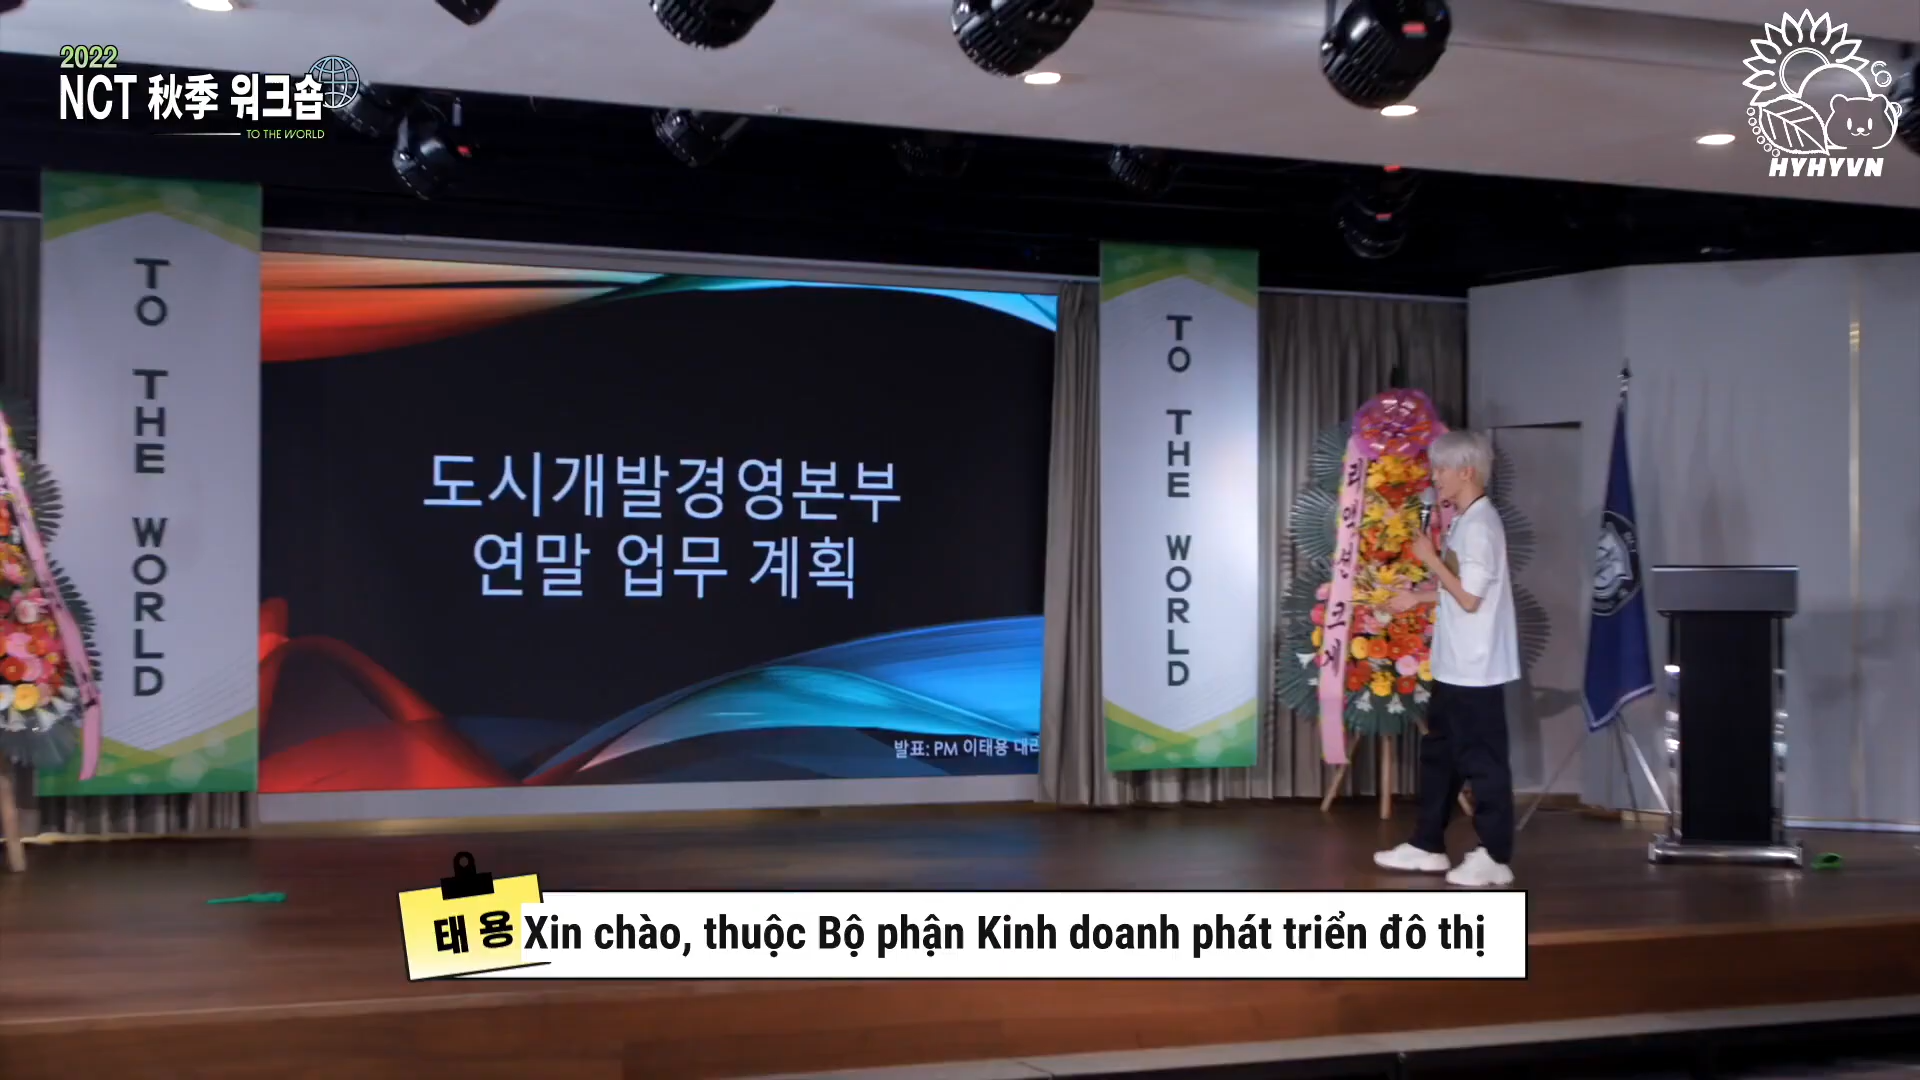 2022
NCT 秋季 워크숍
TO THE WORLD
HYHYVN
TO THE WORLD
TO THE WORLD
도시개발경영본부
연말 업무 계획
발표: PM 이태용 대리
태용
Xin chào, thuộc Bộ phận Kinh doanh phát triển đô thị